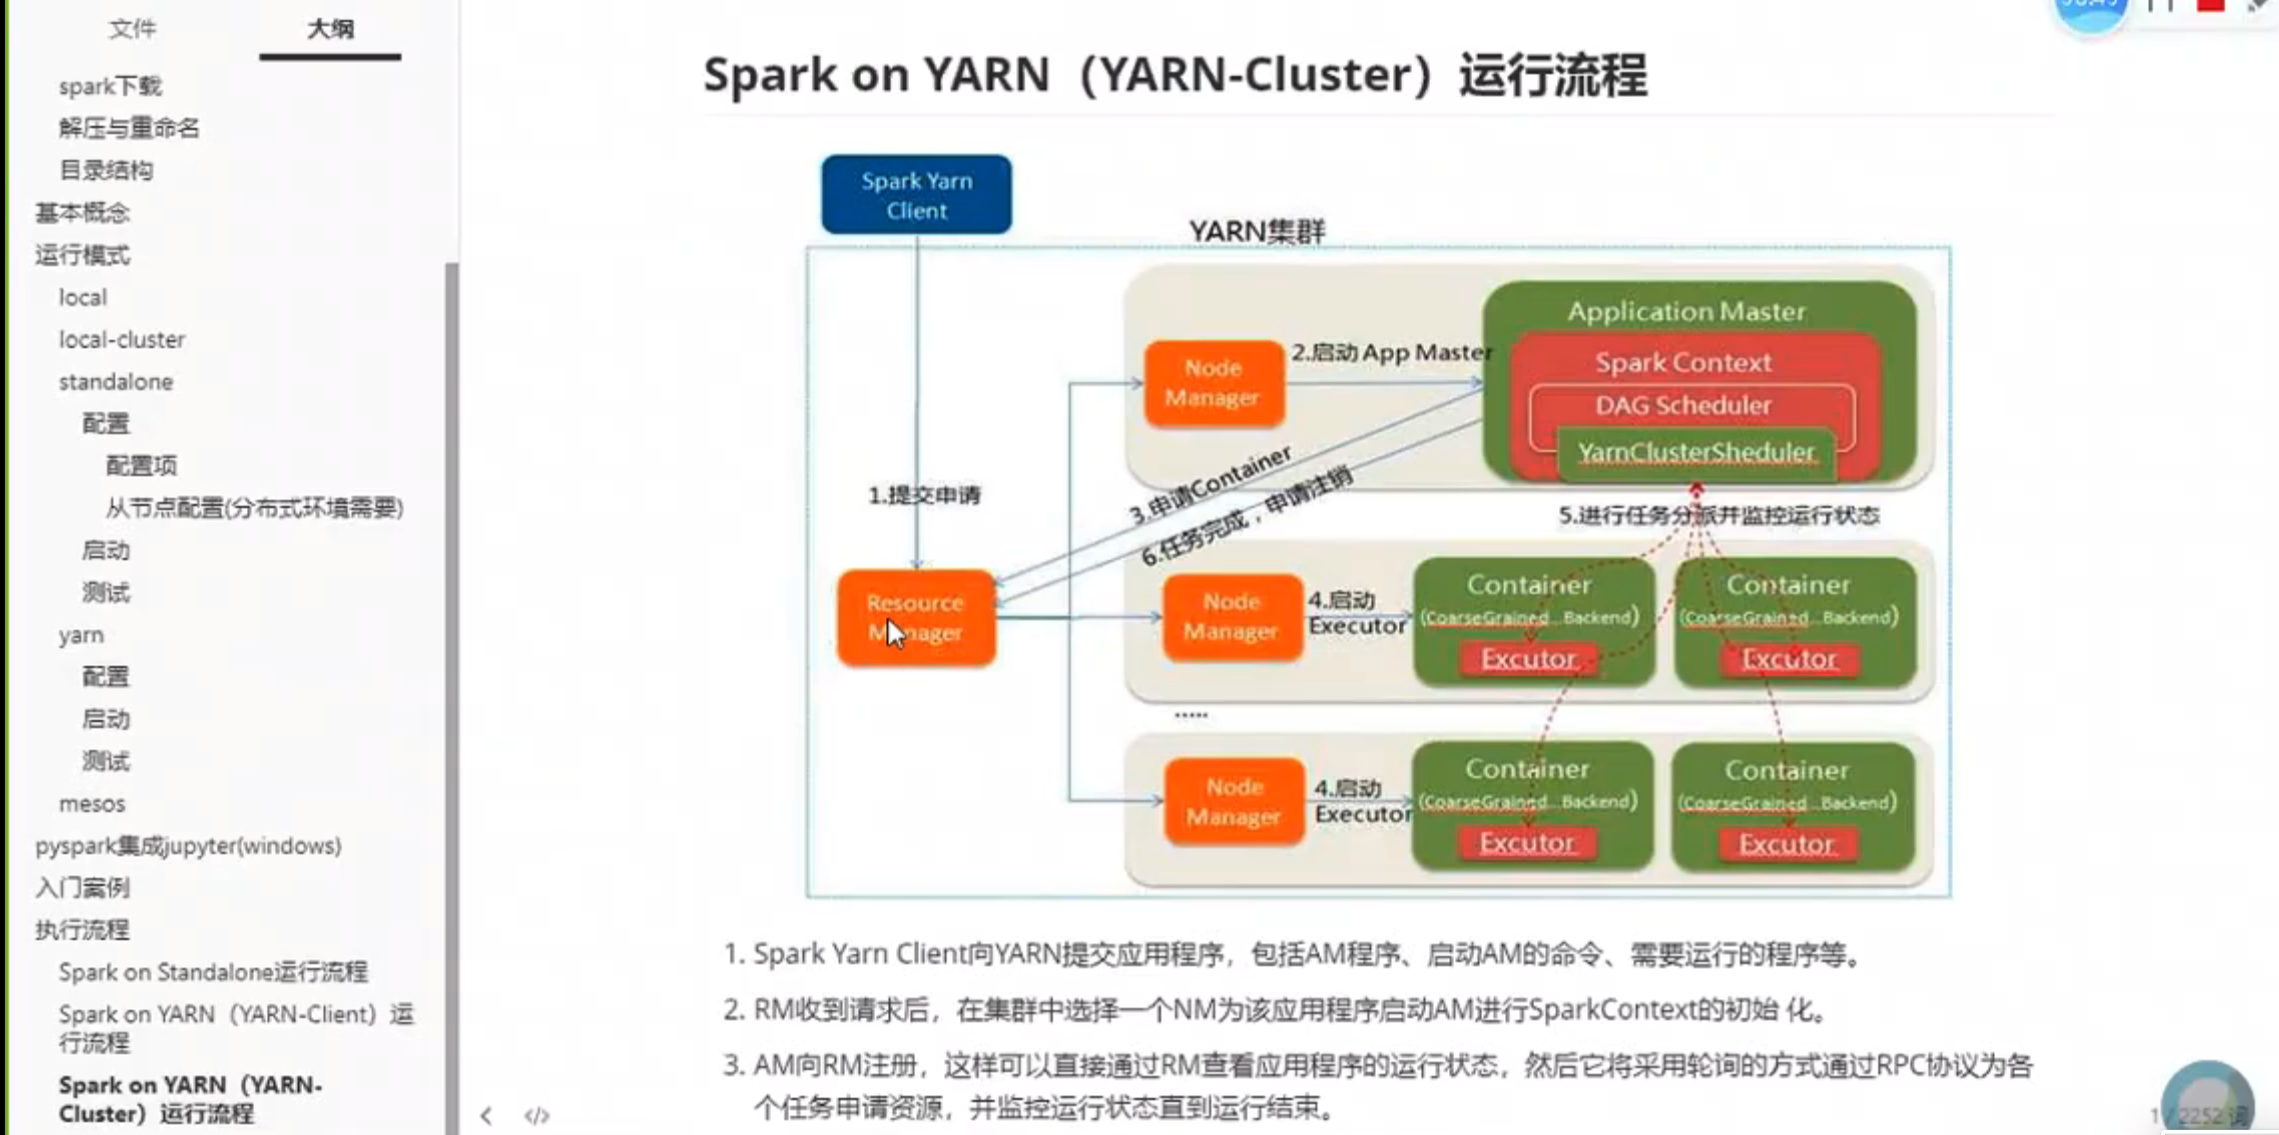 文件
大纲
spark下载
解压与重命名
目录结构
基本概念
运行模式
local
local-cluster
standalone
配置
配置项
从节点配置(分布式环境需要)
启动
测试
yarn
配置
启动
测试
mesos
pyspark集成jupyter(windows)
入门案例
执行流程
Spark on Standalone运行流程
Spark on YARN（YARN-Client）运
行流程
Spark on YARN（YARN-
Cluster）运行流程
Spark on YARN（YARN-Cluster）运行流程
Spark Yarn
Client
YARN集群
Application Master
Spark Context
DAG Scheduler
YarnClusterSheduler
Node
Manager
2.启动 App Master
1.提交申请
3.申请Container
6.任务完成，申请注销
5.进行任务分派并监控运行状态
Resource
Manager
Node
Manager
4.启动
Executor
Container
(CoarseGrained...Backend)
Excutor
Container
(CoarseGrained...Backend)
Excutor
.....
Node
Manager
4.启动
Executor
Container
(CoarseGrained...Backend)
Excutor
Container
(CoarseGrained...Backend)
Excutor
1. Spark Yarn Client向YARN提交应用程序，包括AM程序、启动AM的命令、需要运行的程序等。
2. RM收到请求后，在集群中选择一个NM为该应用程序启动AM进行SparkContext的初始 化。
3. AM向RM注册，这样可以直接通过RM查看应用程序的运行状态，然后它将采用轮询的方式通过RPC协议为各
个任务申请资源，并监控运行状态直到运行结束。
1 / 2252 词